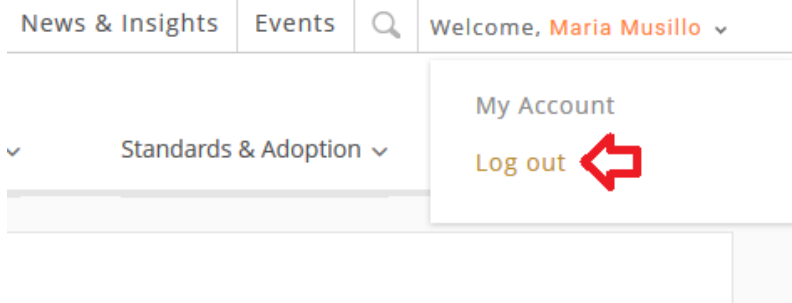 News & Insights Events Welcome, Maria Musillo
My Account
Standards & Adoption
Log out